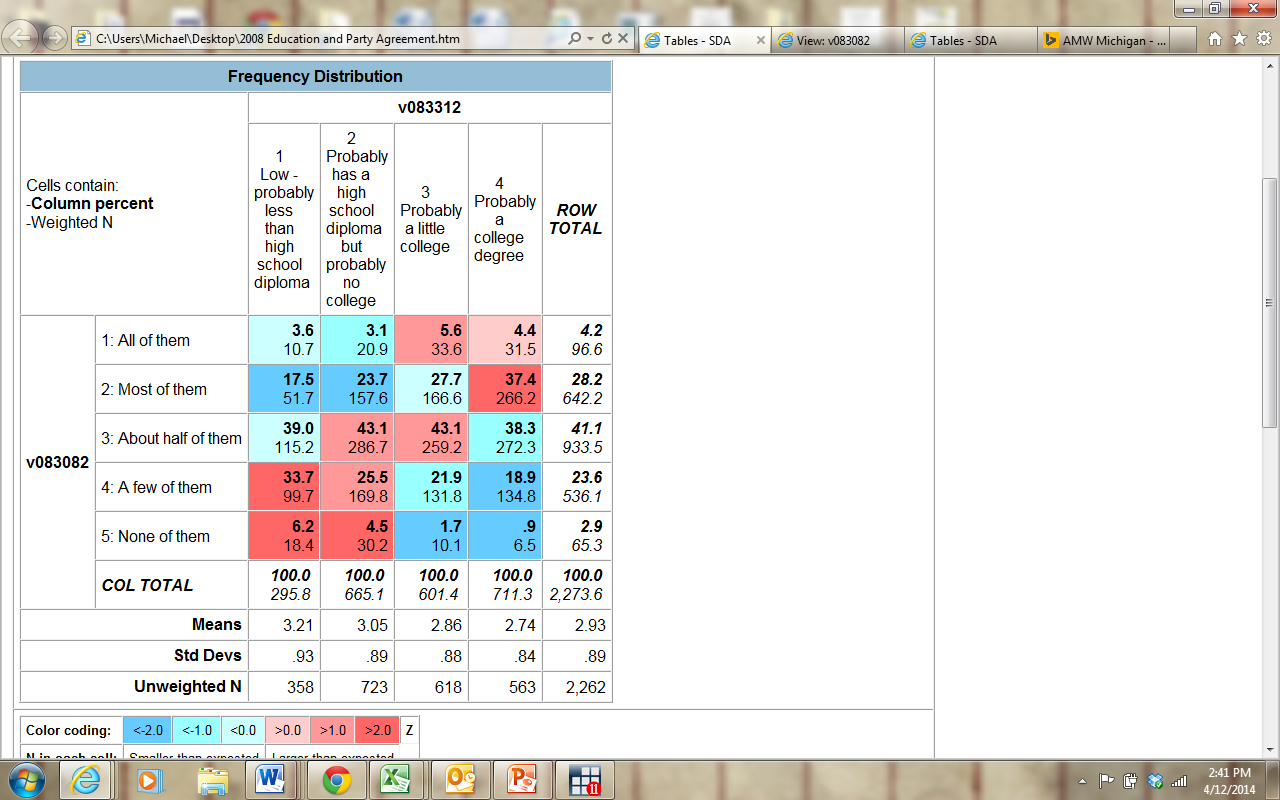 C:\Users\Michael\Desktop\2008 Education and Party Agreement.htm
Tables - SDA
View: v083082
Tables - SDA
AMW Michigan - ...
Frequency Distribution
Cells contain:
-Column percent
-Weighted N
v083312
1
Low -
probably
less
than
high
school
diploma
2
Probably
has a
high
school
diploma
but
probably
no
college
3
Probably
a little
college
4
Probably
a
college
degree
ROW
TOTAL
v083082
1: All of them
3.6 3.1 5.6 4.4 4.2
10.7 20.9 33.6 31.5 96.6
2: Most of them
17.5 23.7 27.7 37.4 28.2
51.7 157.6 166.6 266.2 642.2
3: About half of them
39.0 43.1 43.1 38.3 41.1
115.2 286.7 259.2 272.3 933.5
4: A few of them
33.7 25.5 21.9 18.9 23.6
99.7 169.8 131.8 134.8 536.1
5: None of them
6.2 4.5 1.7 .9 2.9
18.4 30.2 10.1 6.5 65.3
COL TOTAL
100.0 100.0 100.0 100.0 100.0
295.8 665.1 601.4 711.3 2,273.6
Means 3.21 3.05 2.86 2.74 2.93
Std Devs .93 .89 .88 .84 .89
Unweighted N 358 723 618 563 2,262
Color coding: <-2.0 <-1.0 <0.0 >0.0 >1.0 >2.0 Z
N in each cell: Smaller than expected Larger than expected
11
2:41 PM
4/12/2014